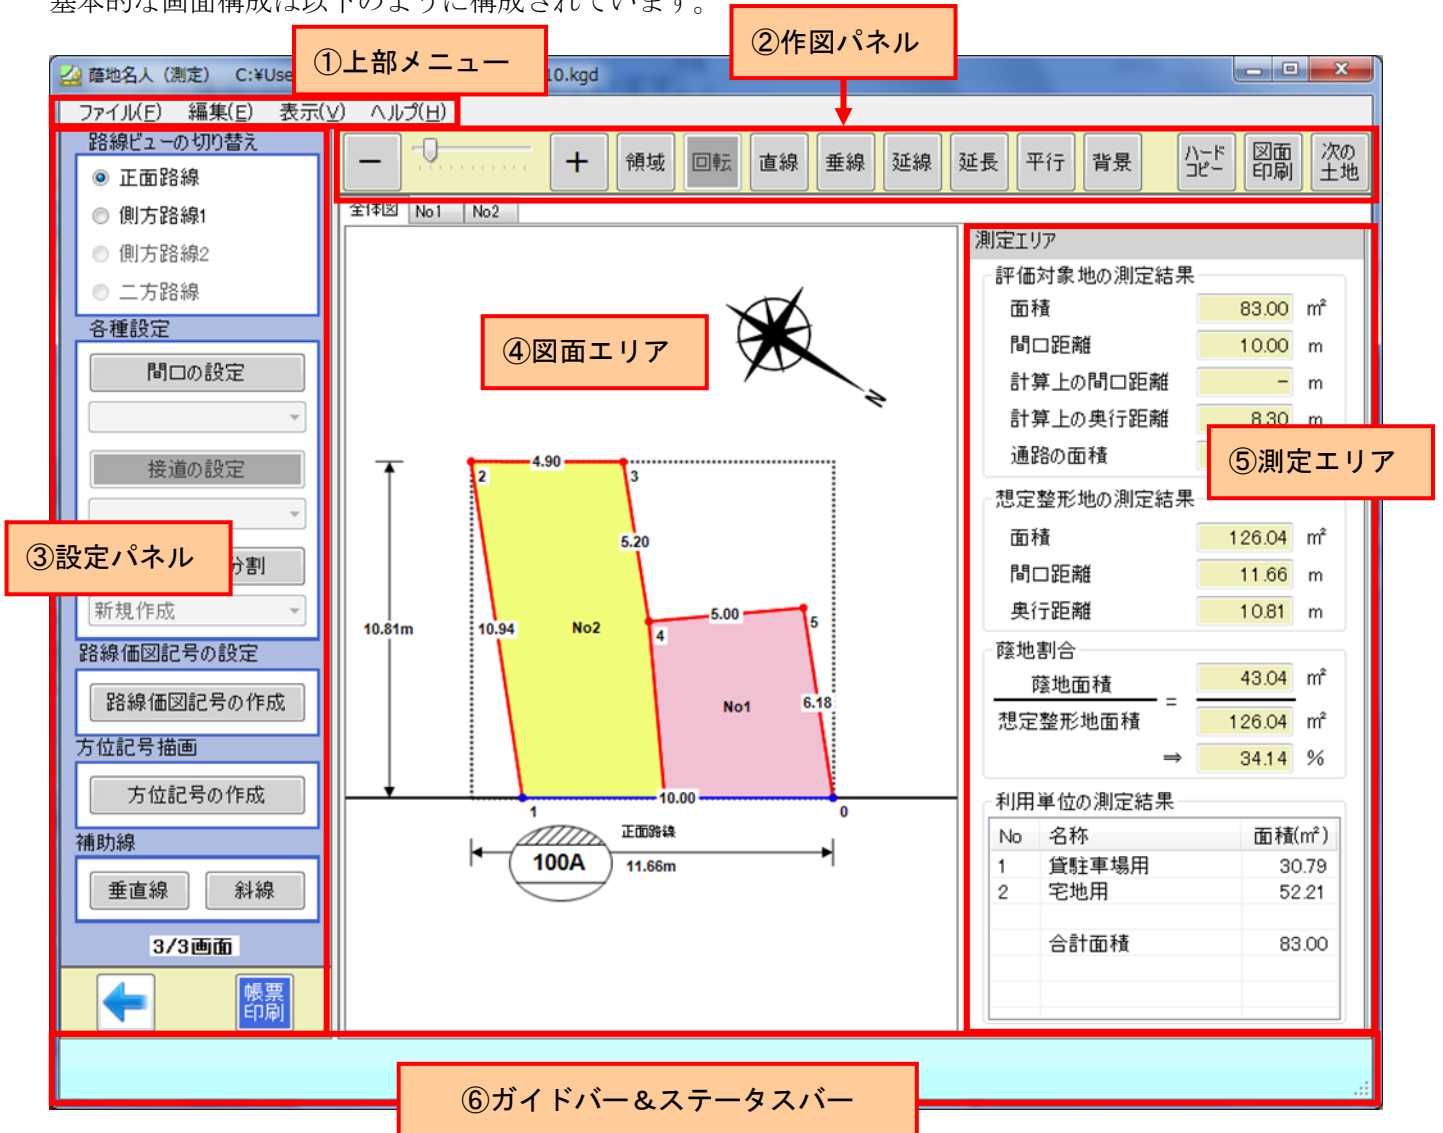 基本的な画面構成は以下のように構成されています。
①上部メニュー
②作図パネル
蔭地名人（測定） C:¥Use
10.kgd
ファイル(F) 編集(E) 表示(V) ヘルプ(H)
路線ビューの切り替え
正面路線
側方路線1
側方路線2
二方路線
各種設定
間口の設定
接道の設定
③設定パネル
分割
新規作成
路線価図記号の設定
路線価図記号の作成
方位記号描画
方位記号の作成
補助線
垂直線 斜線
3/3画面
帳票
印刷
－ ＋ 領域 回転 直線 垂線 延線 延長 平行 背景
ハード
コピー
図面
印刷
次の
土地
全体図 No1 No2
④図面エリア
N
4.90
2
3
5.20
10.81m
10.94
No2
5.00
4
5
No1
6.18
10.00
1
0
正面路線
100A
11.66m
測定エリア
評価対象地の測定結果
面積 83.00 ㎡
間口距離 10.00 m
計算上の間口距離 － m
計算上の奥行距離 8.30 m
通路の面積
⑤測定エリア
想定整形地の測定結果
面積 126.04 ㎡
間口距離 11.66 m
奥行距離 10.81 m
蔭地割合
蔭地面積 43.04 ㎡
=
想定整形地面積 126.04 ㎡
⇒ 34.14 %
利用単位の測定結果
No 名称 面積(㎡)
1 貸駐車場用 30.79
2 宅地用 52.21
合計面積 83.00
⑥ガイドバー＆ステータスバー